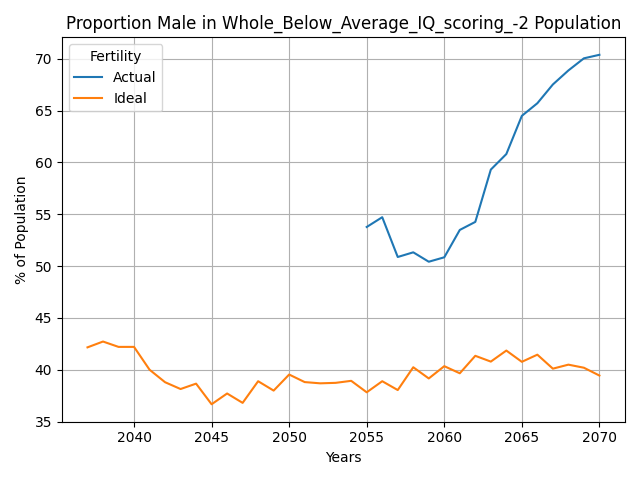 Proportion Male in Whole_Below_Average_IQ_scoring_-2 Population
Fertility
Actual
Ideal
% of Population
70
65
60
55
50
45
40
35
2040
2045
2050
2055
2060
2065
2070
Years